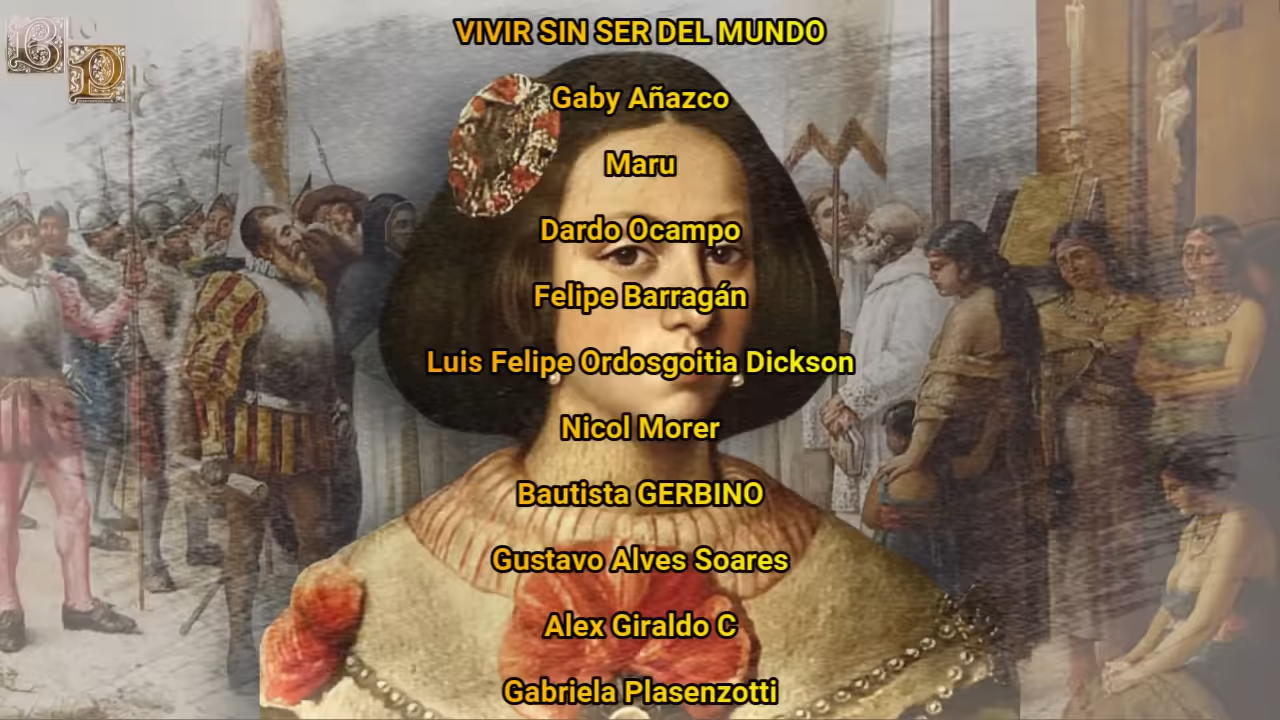 VIVIR SIN SER DEL MUNDO
Gaby Añazco
Maru
Dardo Ocampo
Felipe Barragán
Luis Felipe Ordosgoitia Dickson
Nicol Morer
Bautista GERBINO
Gustavo Alves Soares
Alex Giraldo C
Gabriela Plasenzotti